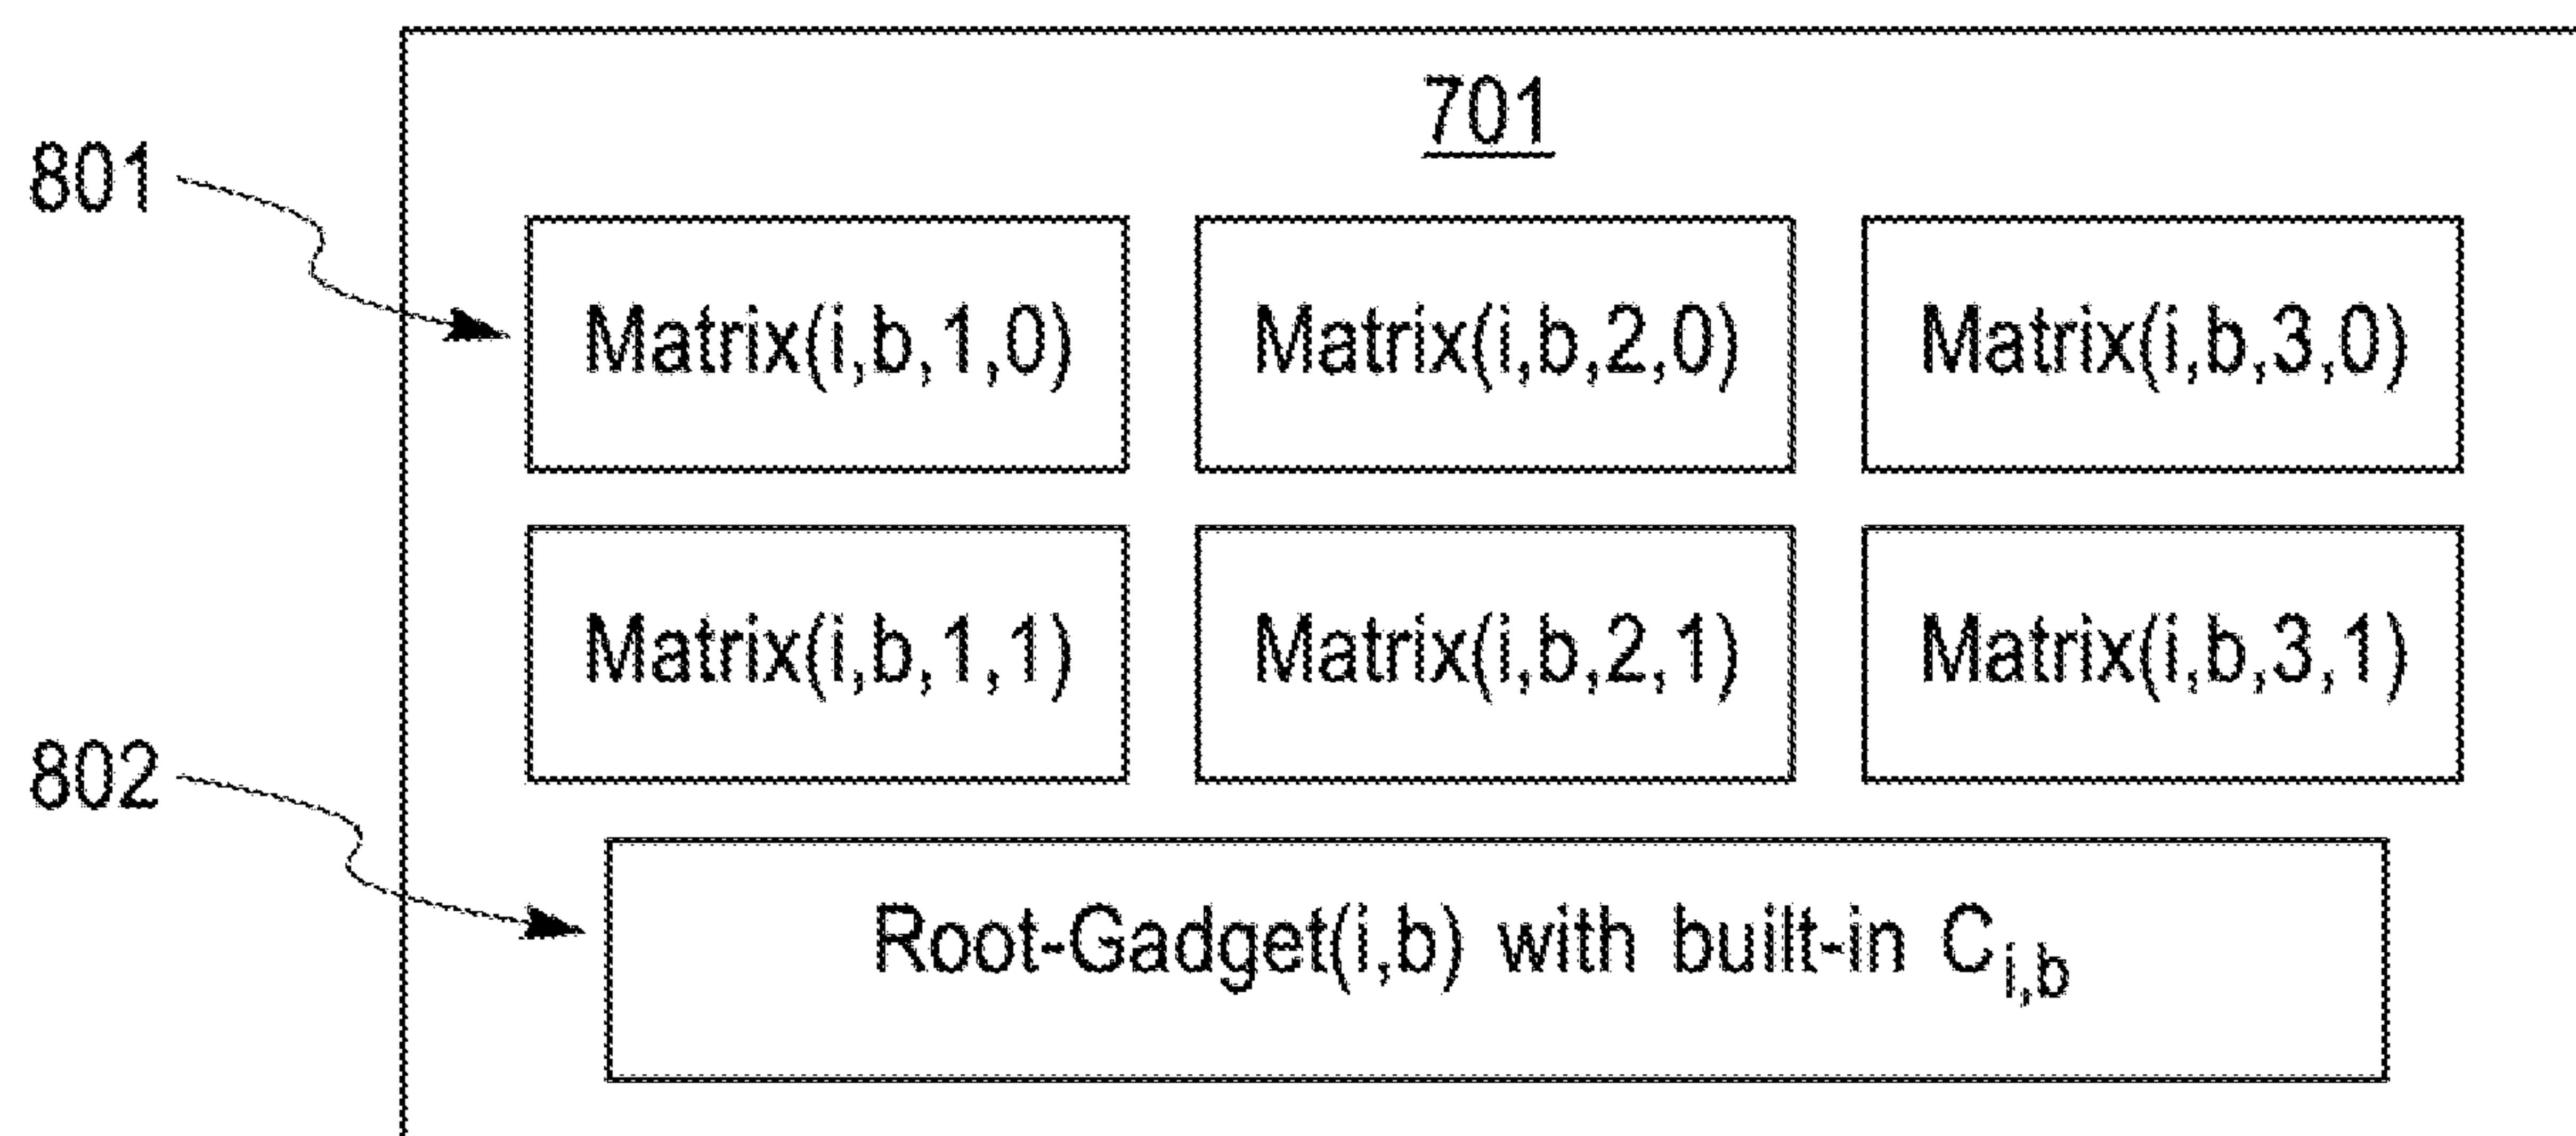 701
801
Matrix(i,b,1,0) Matrix(i,b,2,0) Matrix(i,b,3,0)
Matrix(i,b,1,1) Matrix(i,b,2,1) Matrix(i,b,3,1)
802
Root-Gadget(i,b) with built-in C_{i,b}